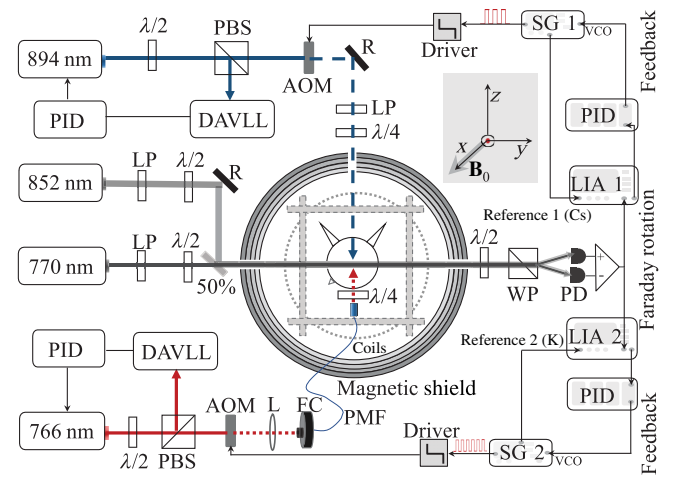 λ/2
PBS
R
SG 1
VCO
Feedback
894 nm
Driver
AOM
PID
DAVLL
LP
λ/4
z
x
y
B₀
PID
852 nm
LP
λ/2
R
LIA 1
Reference 1 (Cs)
Faraday rotation
770 nm
LP
λ/2
50%
λ/2
WP
PD
+
−
λ/4
Coils
Reference 2 (K)
LIA 2
PID
DAVLL
Magnetic shield
PID
Feedback
766 nm
λ/2
PBS
AOM
L
FC
PMF
Driver
SG 2
VCO